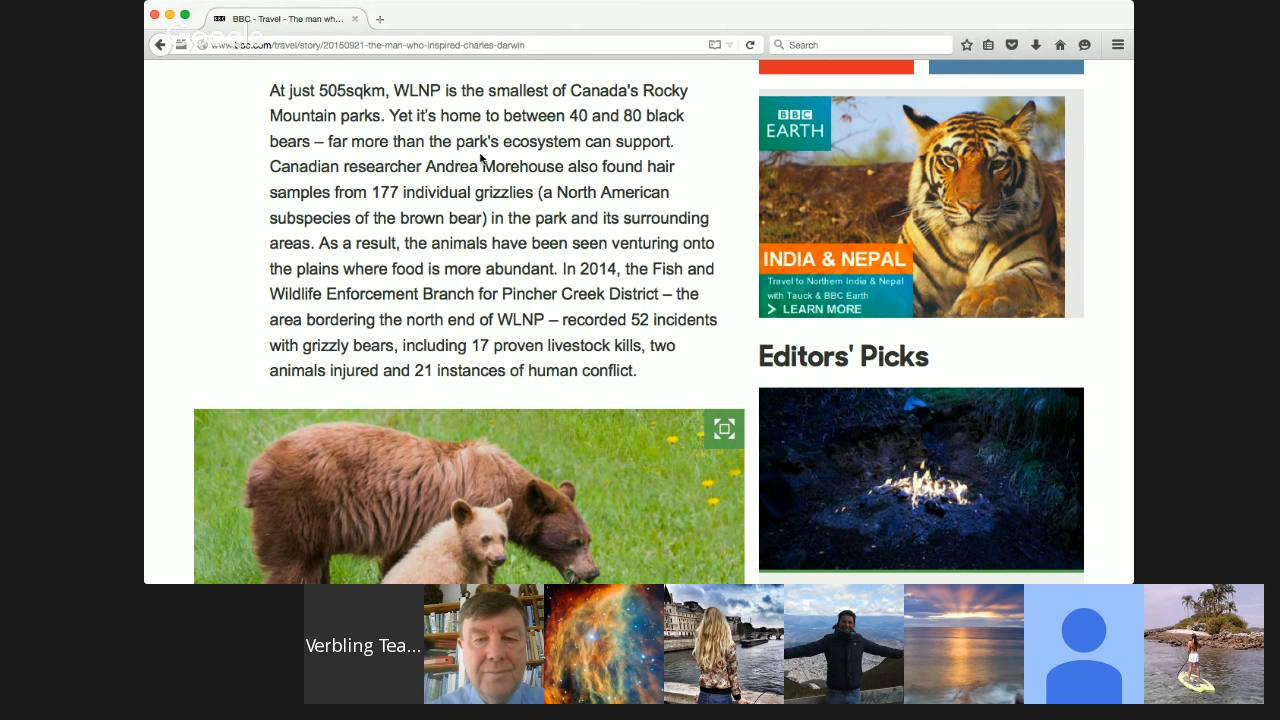 BBC - Travel - The man wh...
Google
www.bbc.com/travel/story/20150921-the-man-who-inspired-charles-darwin
Search
At just 505sqkm, WLNP is the smallest of Canada's Rocky
Mountain parks. Yet it's home to between 40 and 80 black
bears – far more than the park's ecosystem can support.
Canadian researcher Andrea Morehouse also found hair
samples from 177 individual grizzlies (a North American
subspecies of the brown bear) in the park and its surrounding
areas. As a result, the animals have been seen venturing onto
the plains where food is more abundant. In 2014, the Fish and
Wildlife Enforcement Branch for Pincher Creek District – the
area bordering the north end of WLNP – recorded 52 incidents
with grizzly bears, including 17 proven livestock kills, two
animals injured and 21 instances of human conflict.
BBC
EARTH
INDIA & NEPAL
Travel to Northern India & Nepal
with Tauck & BBC Earth
> LEARN MORE
Editors' Picks
Verbling Tea...